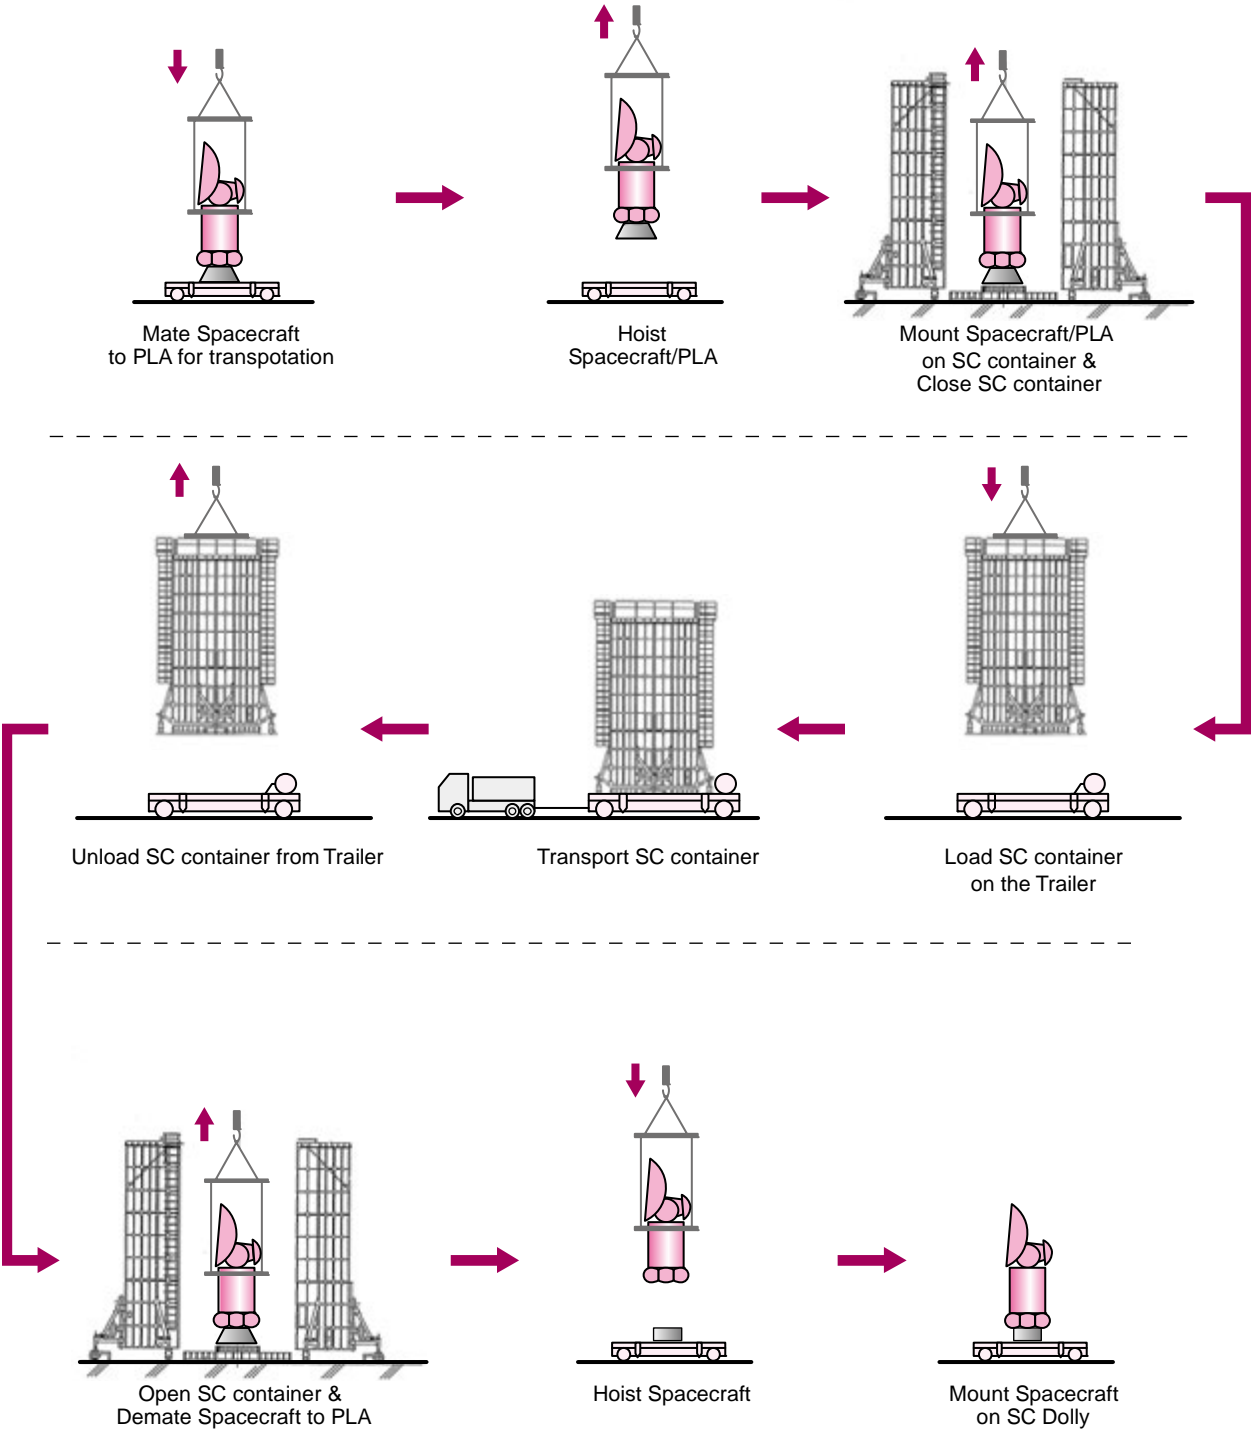 Mate Spacecraft
to PLA for transpotation
Hoist
Spacecraft/PLA
Mount Spacecraft/PLA
on SC container &
Close SC container
Unload SC container from Trailer
Transport SC container
Load SC container
on the Trailer
Open SC container &
Demate Spacecraft to PLA
Hoist Spacecraft
Mount Spacecraft
on SC Dolly